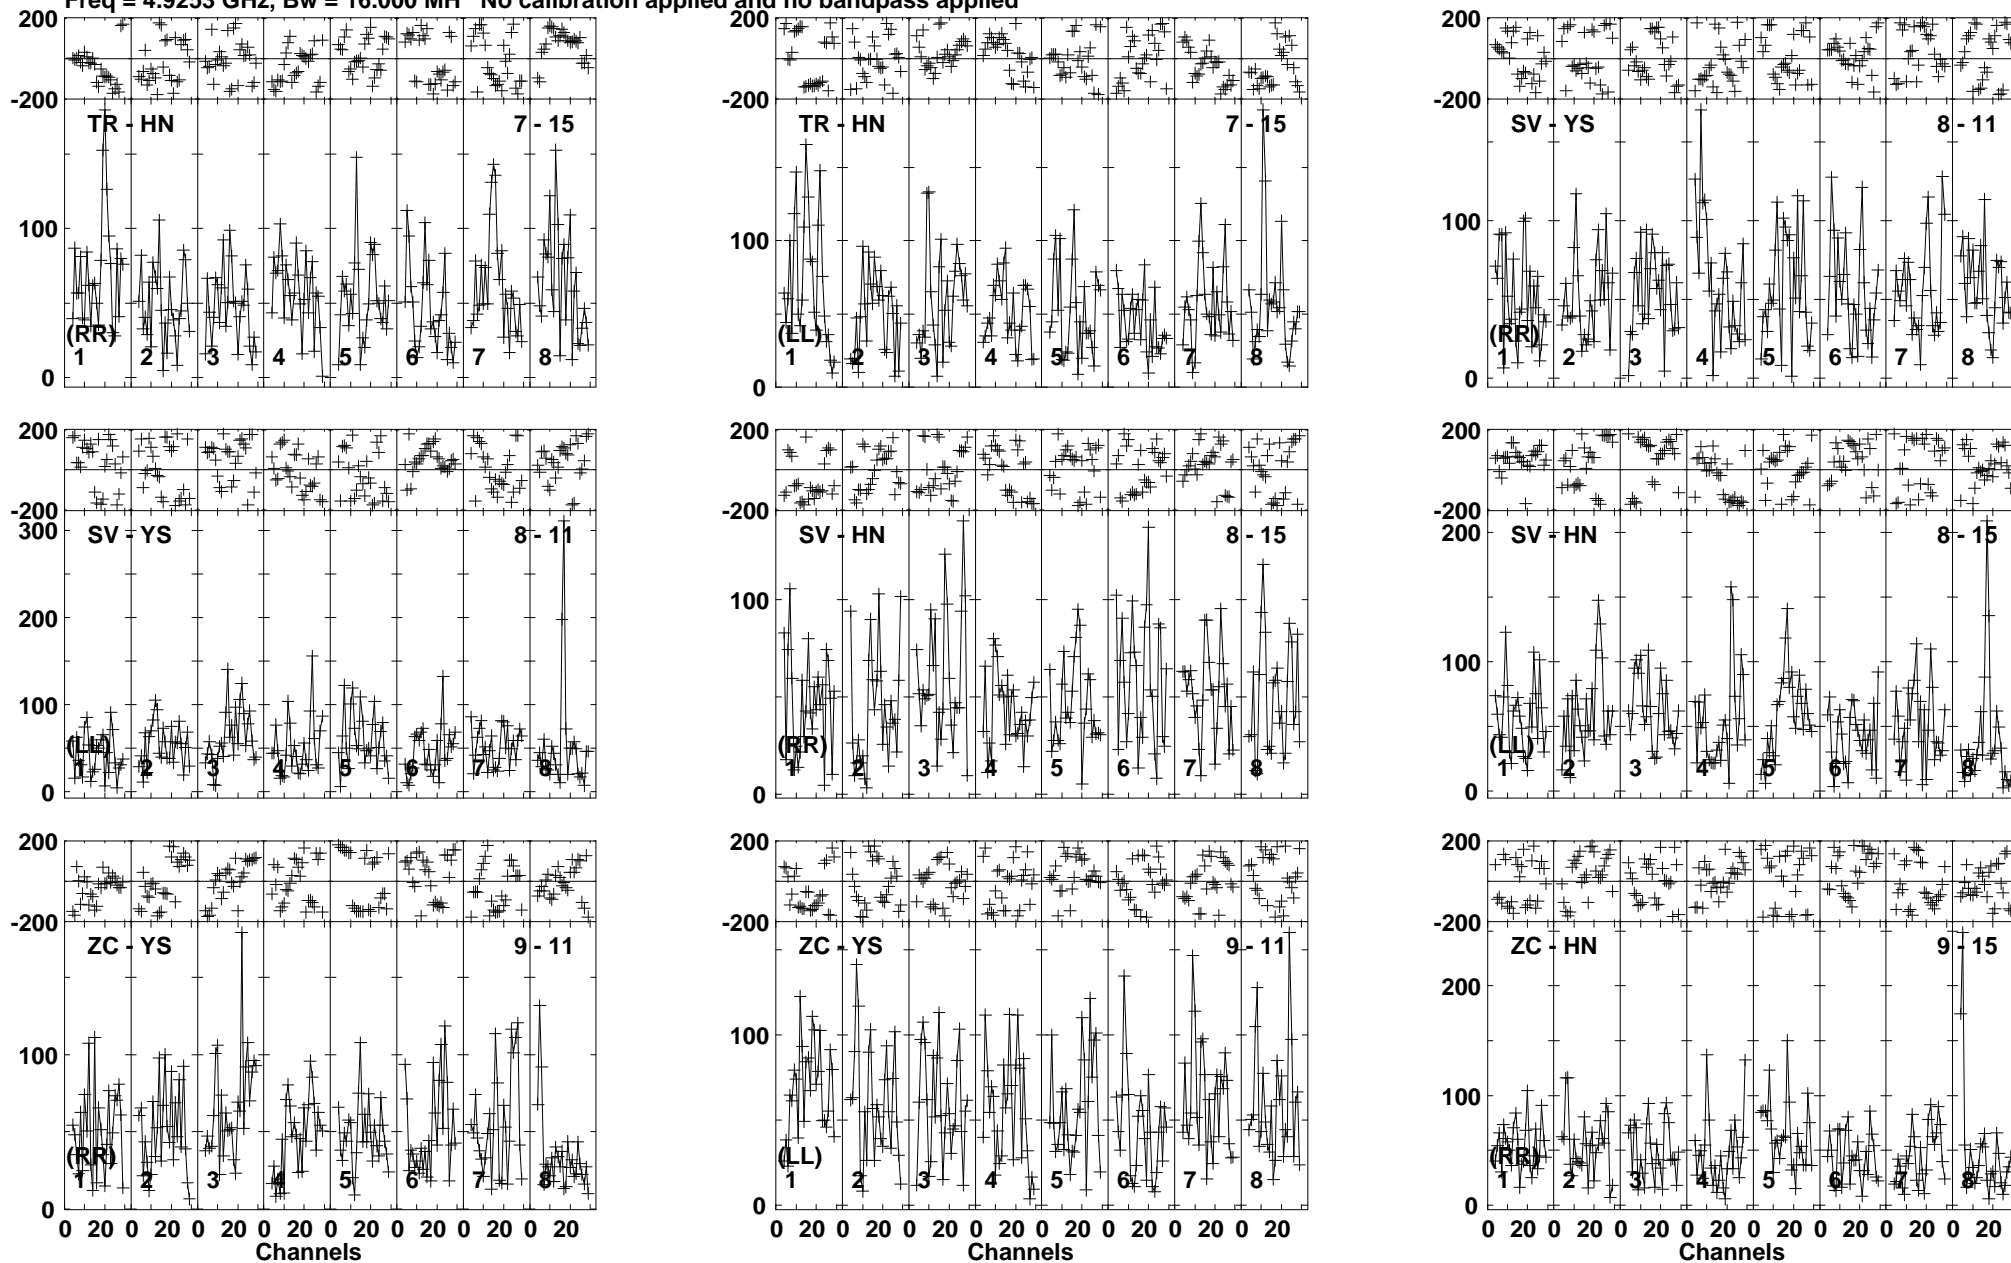 Freq = 4.9253 GHz, Bw = 16.000 MH No calibration applied and no bandpass applied
200 200 200
-200 -200 -200
TR - HN 7 - 15 TR - HN 7 - 15 SV - YS 8 - 11
100 100 100
(RR) (LL) (RR)
1 2 3 4 5 6 7 8 1 2 3 4 5 6 7 8 1 2 3 4 5 6 7 8
0 0 0
200 200 200
-200 -200 -200
300 200
SV - YS 8 - 11 SV - HN 8 - 15 SV - HN 8 - 15
200 100 100
100
(LL) (RR) (LL)
1 2 3 4 5 6 7 8 1 2 3 4 5 6 7 8 1 2 3 4 5 6 7 8
0 0 0
200 200 200
-200 -200 -200
ZC - YS 9 - 11 ZC - YS 9 - 11 ZC - HN 9 - 15
200
100 100 100
(RR) (LL) (RR)
1 2 3 4 5 6 7 8 1 2 3 4 5 6 7 8 1 2 3 4 5 6 7 8
0 0 0
0 20 0 20 0 20 0 20 0 20 0 20 0 20 0 20 0 20 0 20 0 20 0 20 0 20 0 20 0 20 0 20 0 20 0 20 0 20 0 20 0 20 0 20 0 20 0 20
Channels Channels Channels